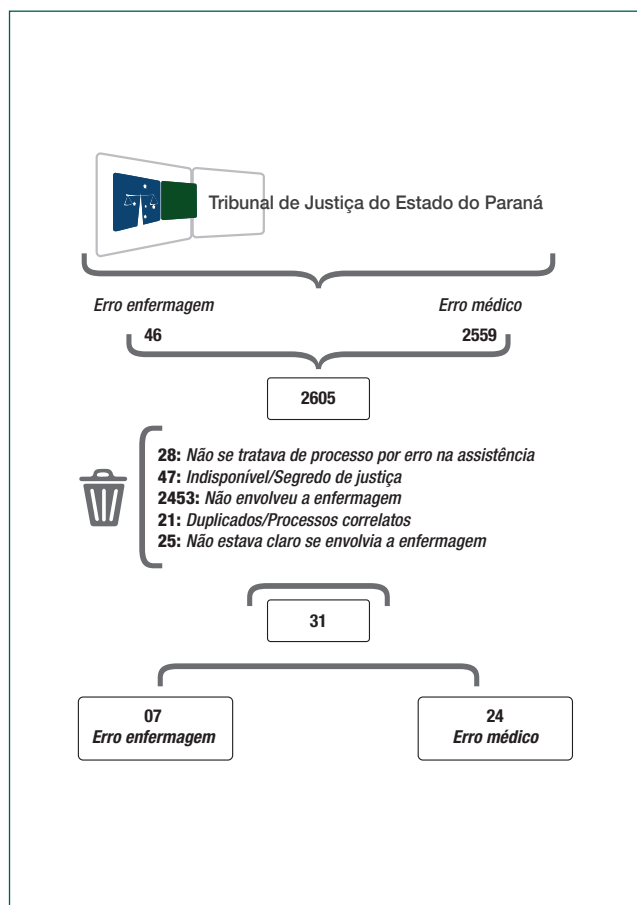 Tribunal de Justiça do Estado do Paraná
Erro enfermagem
46
Erro médico
2559
2605
28: Não se tratava de processo por erro na assistência
47: Indisponível/Segredo de justiça
2453: Não envolveu a enfermagem
21: Duplicados/Processos correlatos
25: Não estava claro se envolvia a enfermagem
31
07
Erro enfermagem
24
Erro médico